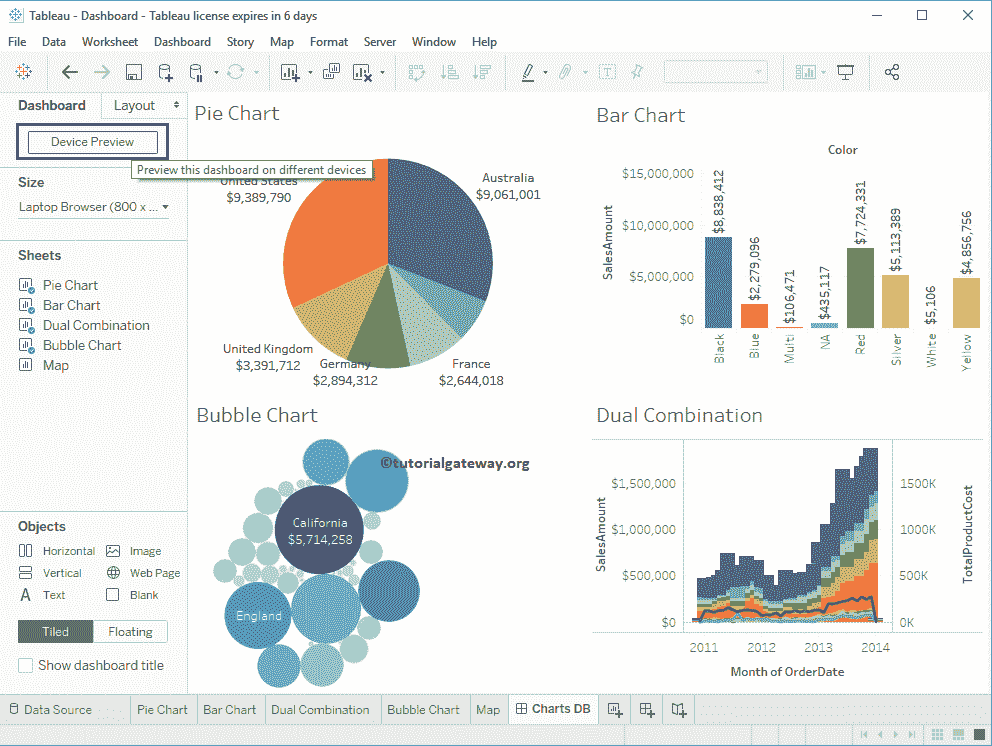 Tableau - Dashboard - Tableau license expires in 6 days
File Data Worksheet Dashboard Story Map Format Server Window Help
Dashboard Layout
Device Preview
Preview this dashboard on different devices
Size
Laptop Browser (800 x ...
Sheets
Pie Chart
Bar Chart
Dual Combination
Bubble Chart
Map
Objects
Horizontal Image
Vertical Web Page
Text Blank
Tiled Floating
Show dashboard title
Pie Chart
United States
$9,389,790
Australia
$9,061,001
United Kingdom
$3,391,712
Germany
$2,894,312
France
$2,644,018
Bar Chart
Color
SalesAmount
$15,000,000
$10,000,000
$5,000,000
$0
$8,838,412
$2,279,096
$106,471
$435,117
$7,724,331
$5,113,389
$5,106
$4,856,756
Black
Blue
Multi
NA
Red
Silver
White
Yellow
Bubble Chart
©tutorialgateway.org
California
$5,714,258
England
Dual Combination
SalesAmount
$1,500,000
$1,000,000
$500,000
$0
1500K
1000K
500K
0K
TotalProductCost
2011 2012 2013 2014
Month of OrderDate
Data Source Pie Chart Bar Chart Dual Combination Bubble Chart Map Charts DB